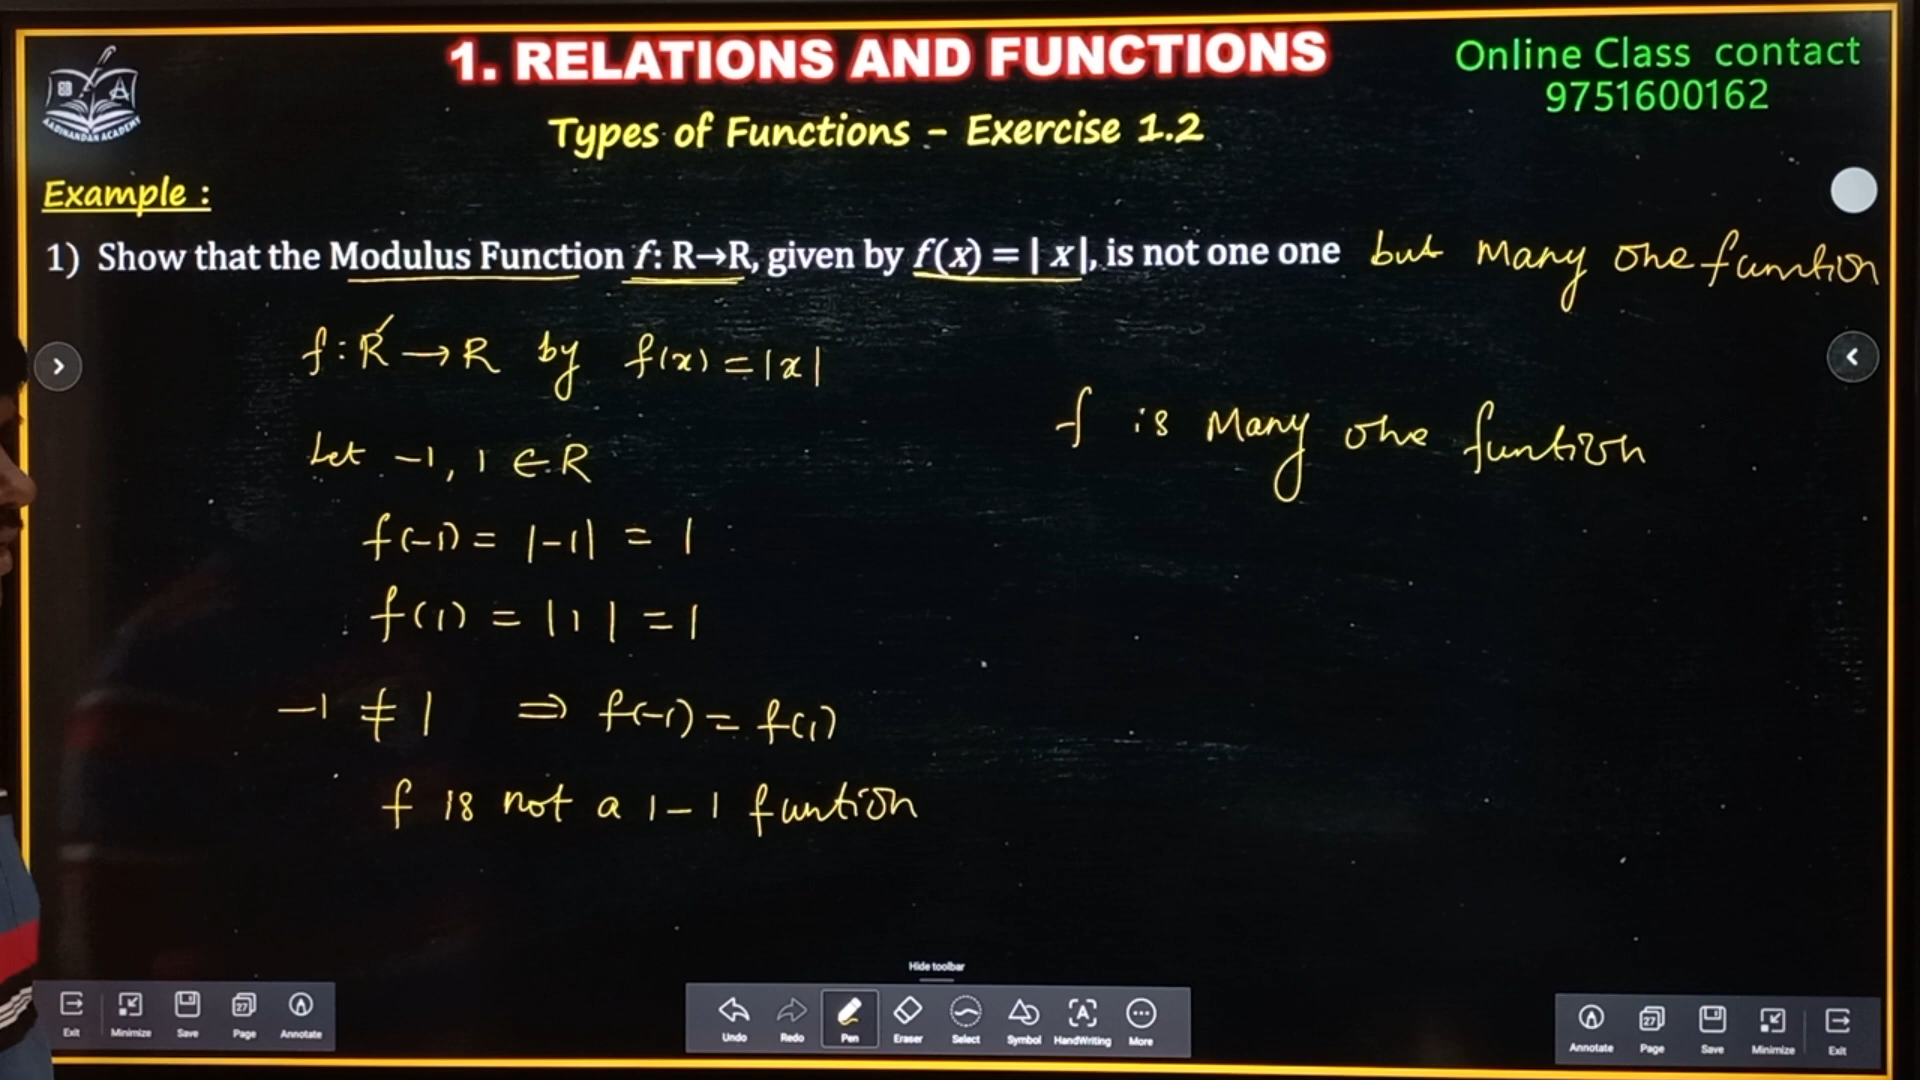 1. RELATIONS AND FUNCTIONS
Online Class contact
9751600162
AADINANDAN ACADEMY
Types of Functions - Exercise 1.2
Example :
1) Show that the Modulus Function f: R→R, given by f(x) = | x|, is not one one but Many one funtion
f : R → R by f(x) = |x|
Let -1, 1 ∈ R
f(-1) = |-1| = 1
f(1) = |1| = 1
-1 ≠ 1 ⇒ f(-1) = f(1)
f is not a 1-1 funtion
f is Many one funtion
Hide toolbar
Exit Minimize Save Page Annotate
Undo Redo Pen Eraser Select Symbol HandWriting More
Annotate Page Save Minimize Exit